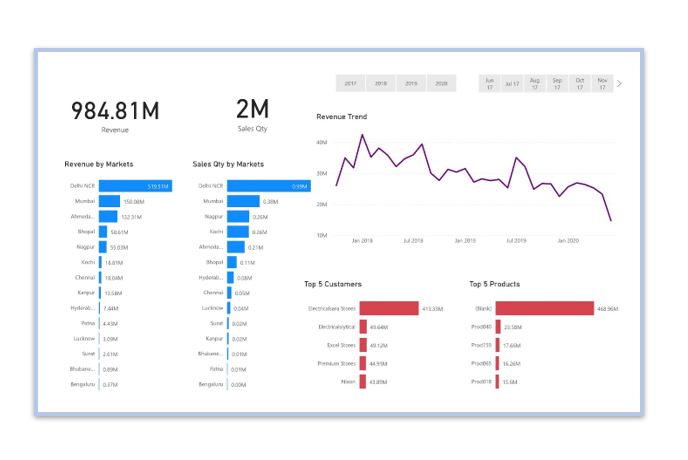 2017 2018 2019 2020
Jun 17 Jul 17 Aug 17 Sep 17 Oct 17 Nov 17
984.81M
Revenue
2M
Sales Qty
Revenue Trend
40M
30M
20M
10M
Jan 2018 Jul 2018 Jan 2019 Jul 2019 Jan 2020
Revenue by Markets
Delhi NCR 519.51M
Mumbai 150.08M
Ahmeda... 132.31M
Bhopal 58.61M
Nagpur 55.03M
Kochi 18.81M
Chennai 18.04M
Kanpur 13.58M
Hyderab... 7.44M
Patna 4.43M
Lucknow 3.09M
Surat 2.61M
Bhubane... 0.89M
Bengaluru 0.37M
Sales Qty by Markets
Delhi NCR 0.99M
Mumbai 0.38M
Nagpur 0.26M
Kochi 0.26M
Ahmeda... 0.21M
Bhopal 0.11M
Hyderab... 0.08M
Chennai 0.05M
Lucknow 0.04M
Surat 0.02M
Kanpur 0.02M
Bhubane... 0.01M
Patna 0.01M
Bengaluru 0.00M
Top 5 Customers
Electricalsara Stores 413.33M
Electricalslytical 49.64M
Excel Stores 49.12M
Premium Stores 44.91M
Nixon 43.89M
Top 5 Products
(Blank) 468.96M
Prod040 23.58M
Prod159 17.66M
Prod065 16.26M
Prod018 15.6M